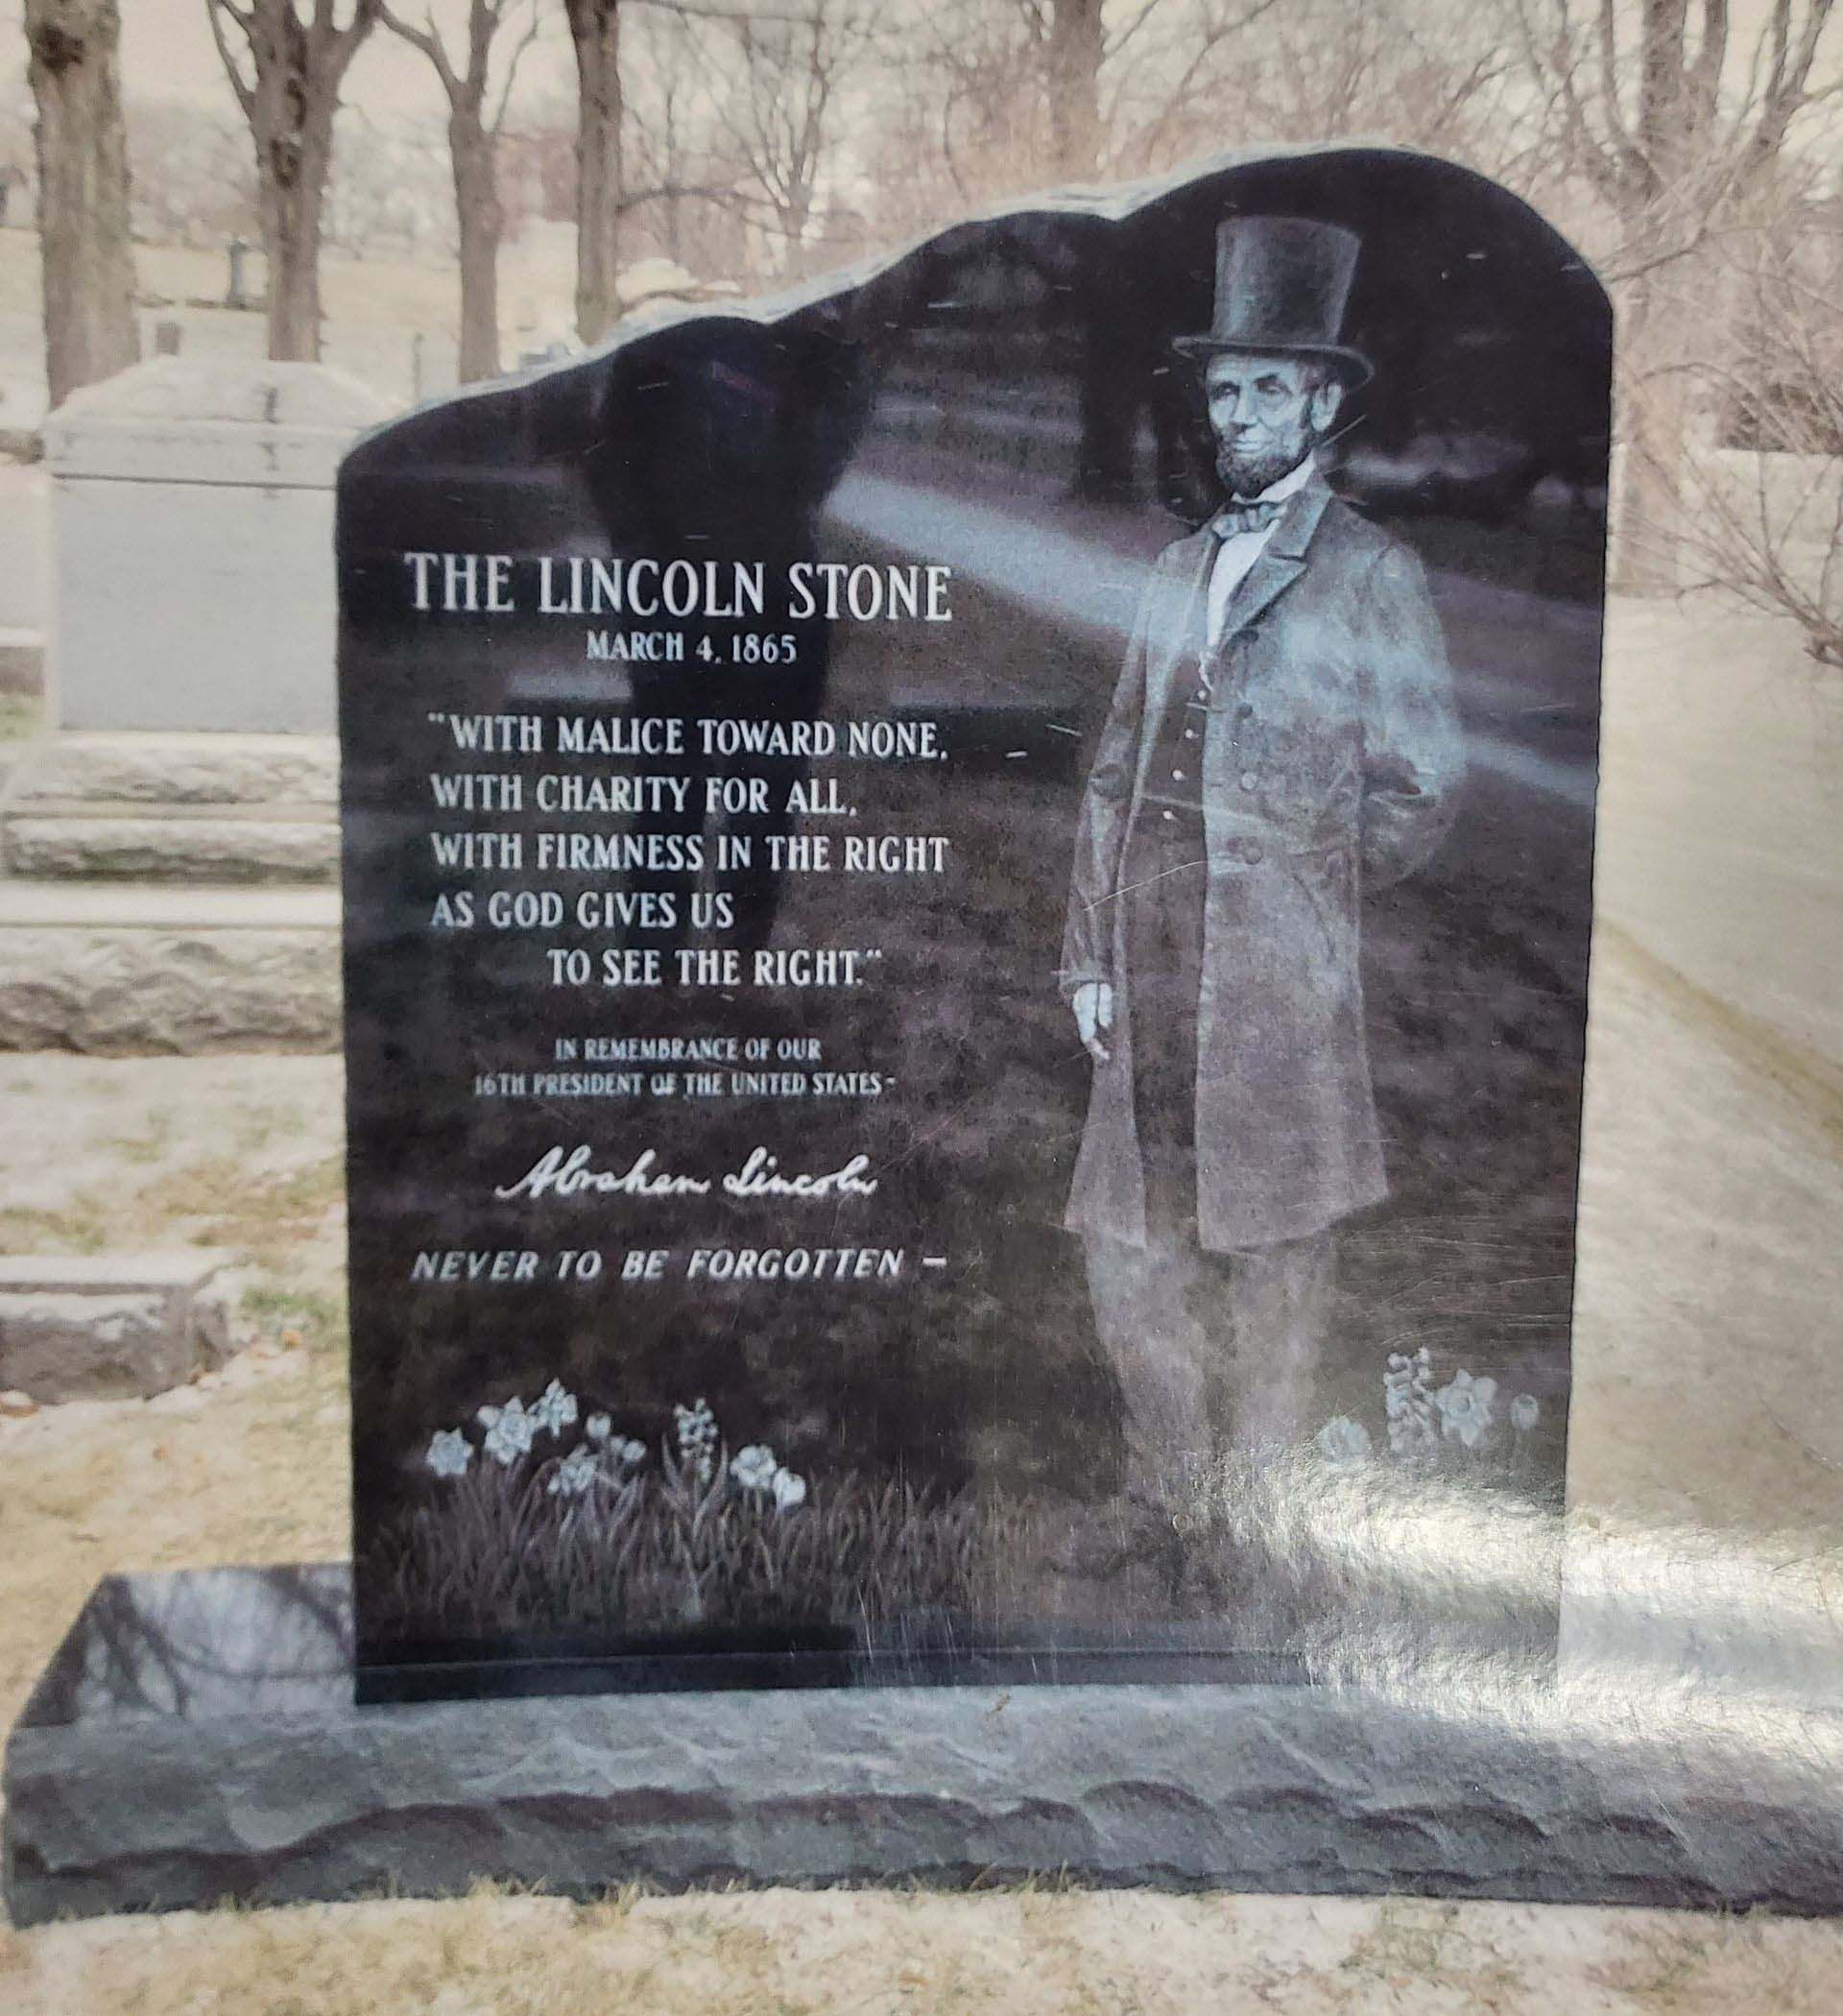 THE LINCOLN STONE
MARCH 4, 1865
"WITH MALICE TOWARD NONE,
WITH CHARITY FOR ALL,
WITH FIRMNESS IN THE RIGHT
AS GOD GIVES US
TO SEE THE RIGHT."
IN REMEMBRANCE OF OUR
16TH PRESIDENT OF THE UNITED STATES-
Abraham Lincoln
NEVER TO BE FORGOTTEN –